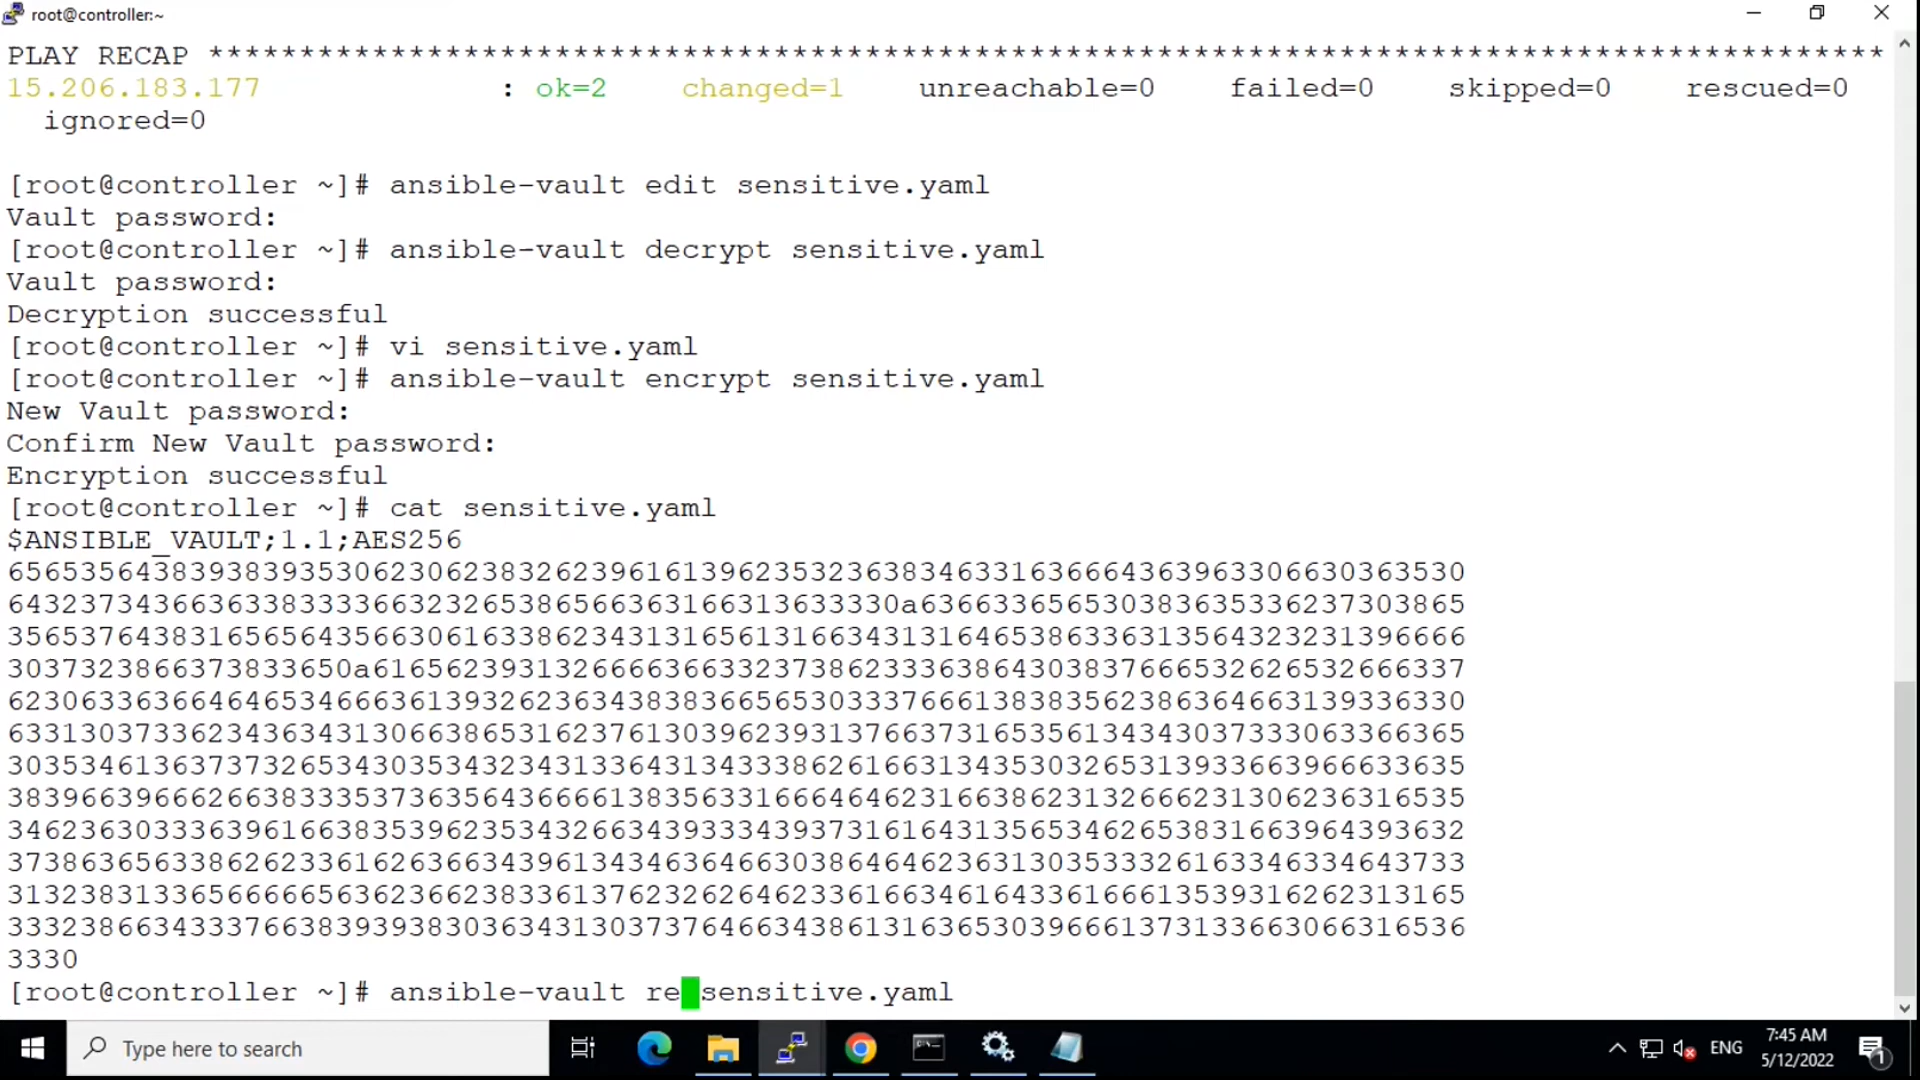 root@controller:~
PLAY RECAP ********************************************************************************************
15.206.183.177 : ok=2 changed=1 unreachable=0 failed=0 skipped=0 rescued=0
ignored=0
[root@controller ~]# ansible-vault edit sensitive.yaml
Vault password:
[root@controller ~]# ansible-vault decrypt sensitive.yaml
Vault password:
Decryption successful
[root@controller ~]# vi sensitive.yaml
[root@controller ~]# ansible-vault encrypt sensitive.yaml
New Vault password:
Confirm New Vault password:
Encryption successful
[root@controller ~]# cat sensitive.yaml
$ANSIBLE_VAULT;1.1;AES256
65653564383938393530623062383262396161396235323638346331636664363963306630363530
6432373436636338333366323265386566363166313633330a636633656530383635336237303865
35653764383165656435663061633862343131656131663431316465386336313564323231396666
3037323866373833650a616562393132666636633237386233363864303837666532626532666337
62306336366464653466636139326236343838366565303337666138383562386364663139336330
63313037336234363431306638653162376130396239313766373165356134343037333063366365
30353461363737326534303534323431336431343338626166313435303265313933663966633635
38396639666266383335373635643666613835633166646462316638623132666231306236316535
34623630333639616638353962353432663439333439373161643135653462653831663964393632
37386365633862623361626366343961343463646630386464623631303533326163346334643733
31323831336566666563623662383361376232626462336166346164336166613539316262313165
33323866343337663839393830363431303737646634386131636530396661373133663066316536
3330
[root@controller ~]# ansible-vault re sensitive.yaml
Type here to search
ENG
7:45 AM
5/12/2022
1